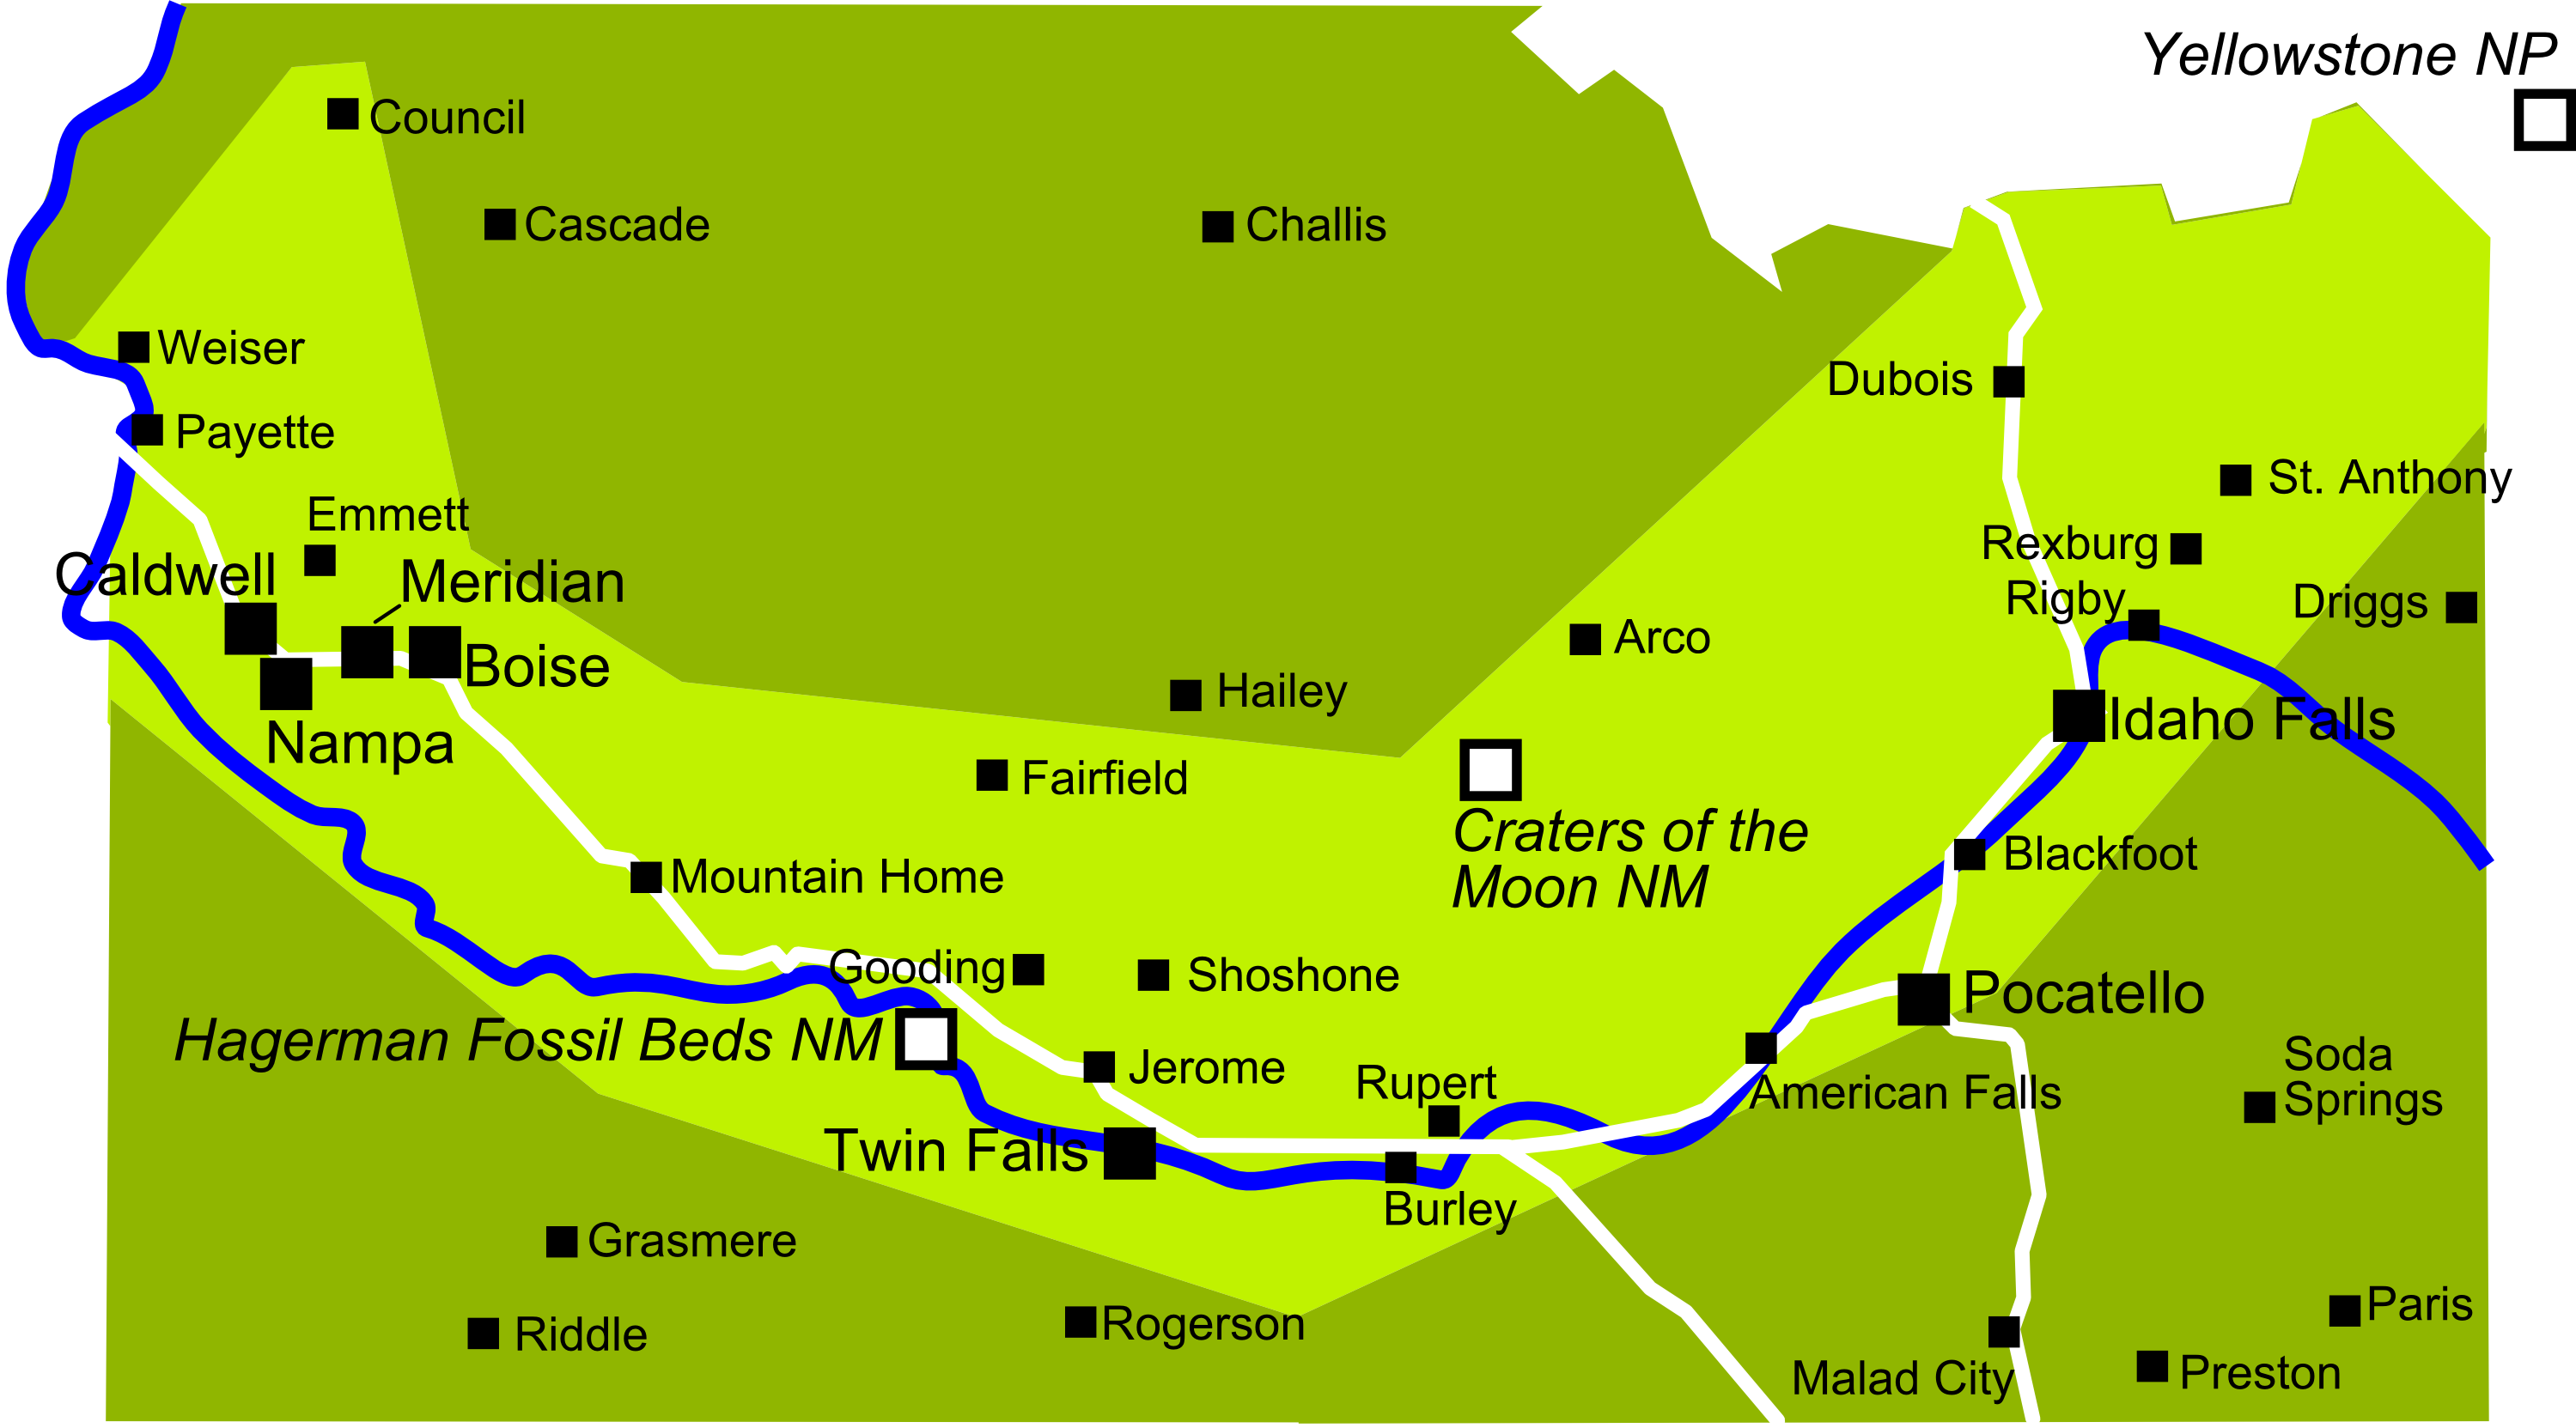 Yellowstone NP
Council
Cascade
Challis
Weiser
Dubois
Payette
St. Anthony
Emmett
Rexburg
Caldwell
Meridian
Rigby
Driggs
Arco
Boise
Hailey
Idaho Falls
Nampa
Fairfield
Craters of the
Moon NM
Blackfoot
Mountain Home
Gooding
Shoshone
Pocatello
Hagerman Fossil Beds NM
Jerome
Rupert
American Falls
Soda
Springs
Twin Falls
Burley
Grasmere
Riddle
Rogerson
Paris
Malad City
Preston